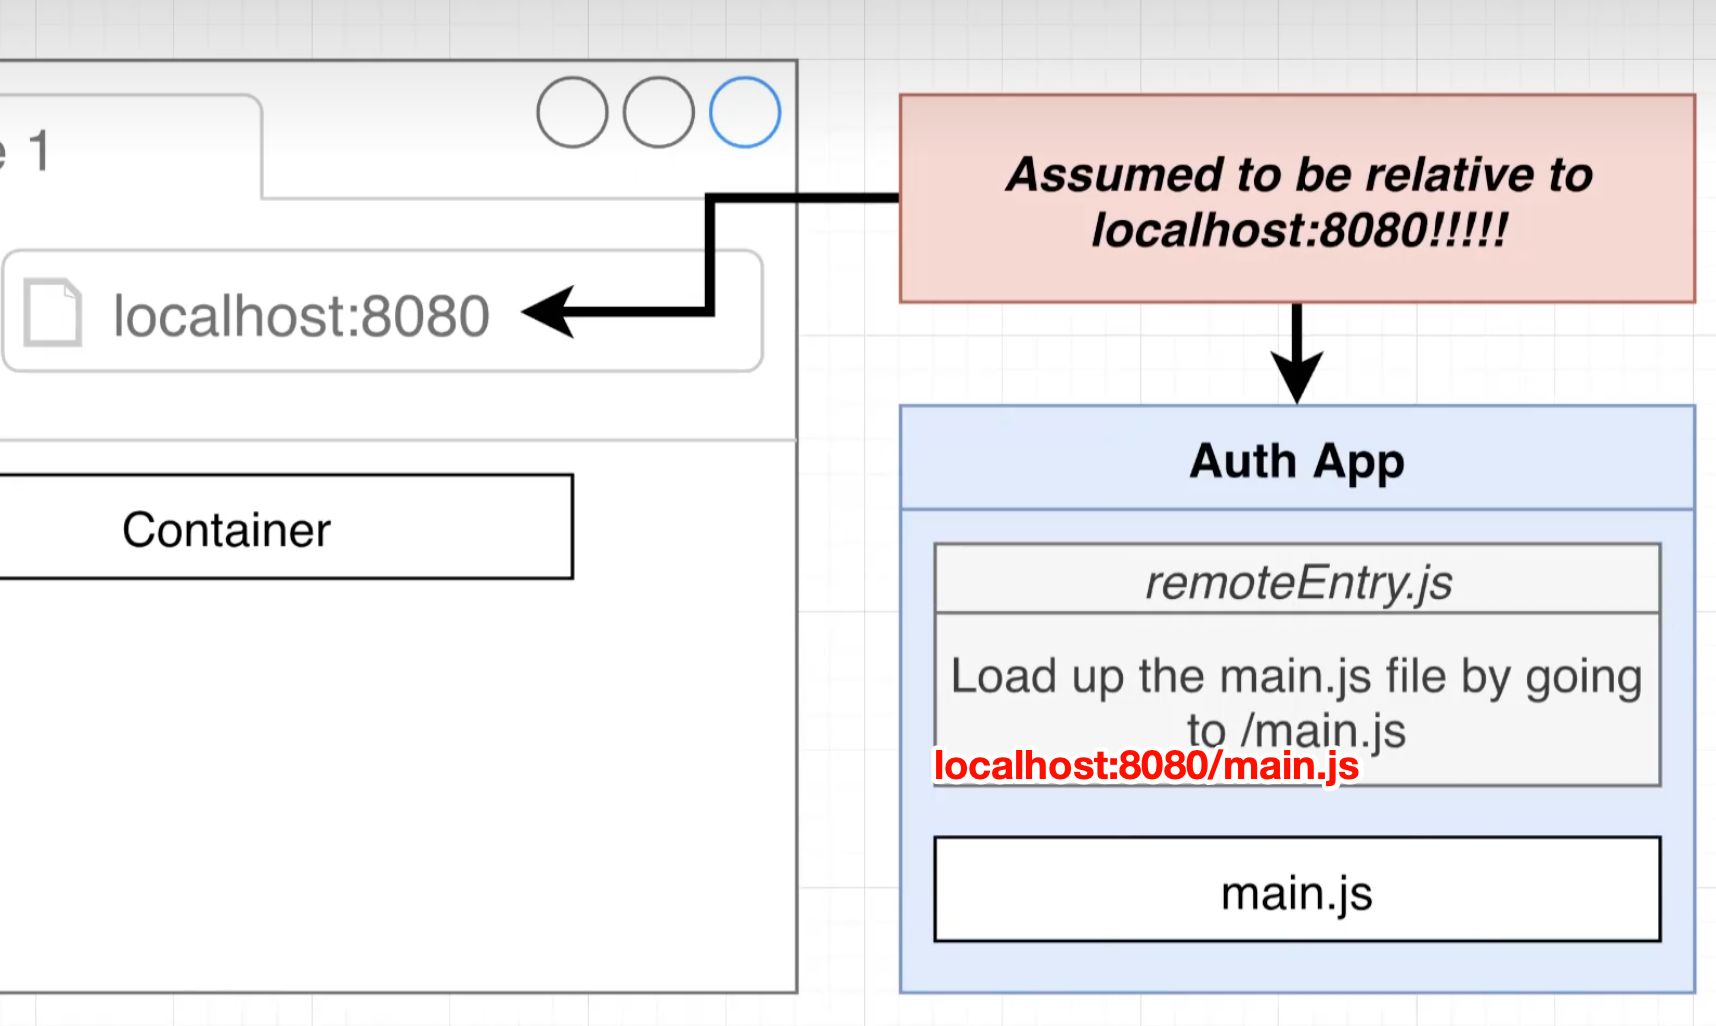 1
localhost:8080
Container
Assumed to be relative to
localhost:8080!!!!!
Auth App
remoteEntry.js
Load up the main.js file by going
to /main.js
localhost:8080/main.js
main.js